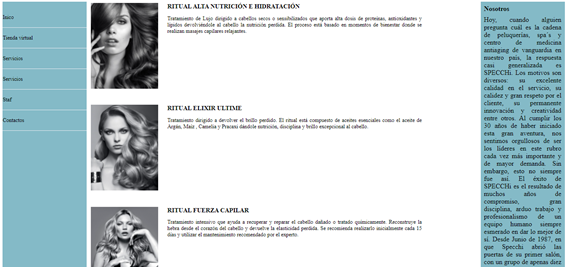 Inico
Tienda virtual
Servicios
Servicios
Staf
Contactos
RITUAL ALTA NUTRICIÓN E HIDRATACIÓN
Tratamiento de Lujo dirigido a cabellos secos o sensibilizados que aporta alta dosis de proteínas, antioxidantes y
lípidos devolviéndole al cabello la nutrición perdida. El proceso está basado en momentos de bienestar donde se
realizan masajes capilares relajantes.
RITUAL ELIXIR ULTIME
Tratamiento dirigido a devolver el brillo perdido. El ritual está compuesto de aceites esenciales como el aceite de
Argán, Maíz , Camelia y Pracaxi dándole nutrición, disciplina y brillo excepcional al cabello.
RITUAL FUERZA CAPILAR
Tratamiento intensivo que ayuda a recuperar y reparar el cabello dañado o tratado químicamente. Reconstruye la
hebra desde el corazón del cabello y devuelve la elasticidad perdida. Se recomienda realizarlo inicialmente cada 15
días y utilizar el mantenimiento recomendado por el experto.
Nosotros
Hoy, cuando alguien
pregunta cuál es la cadena
de peluquerías, spa´s y
centro de medicina
antiaging de vanguardia en
nuestro país, la respuesta
casi generalizada es
SPECCHi. Los motivos son
diversos: su excelente
calidad en el servicio, su
calidez y gran respeto por el
cliente, su permanente
innovación y creatividad
entre otros. Al cumplir los
30 años de haber iniciado
esta gran aventura, nos
sentimos orgullosos de ser
los líderes en este rubro
cada vez más importante y
de mayor demanda. Sin
embargo, esto no siempre
fue así. El éxito de
SPECCHi es el resultado de
muchos años de
compromiso, gran
disciplina, arduo trabajo y
profesionalismo de un
equipo humano siempre
esmerado en dar lo mejor de
sí. Desde Junio de 1987, en
que Specchi abrió las
puertas de su primer salón,
con un grupo de apenas diez